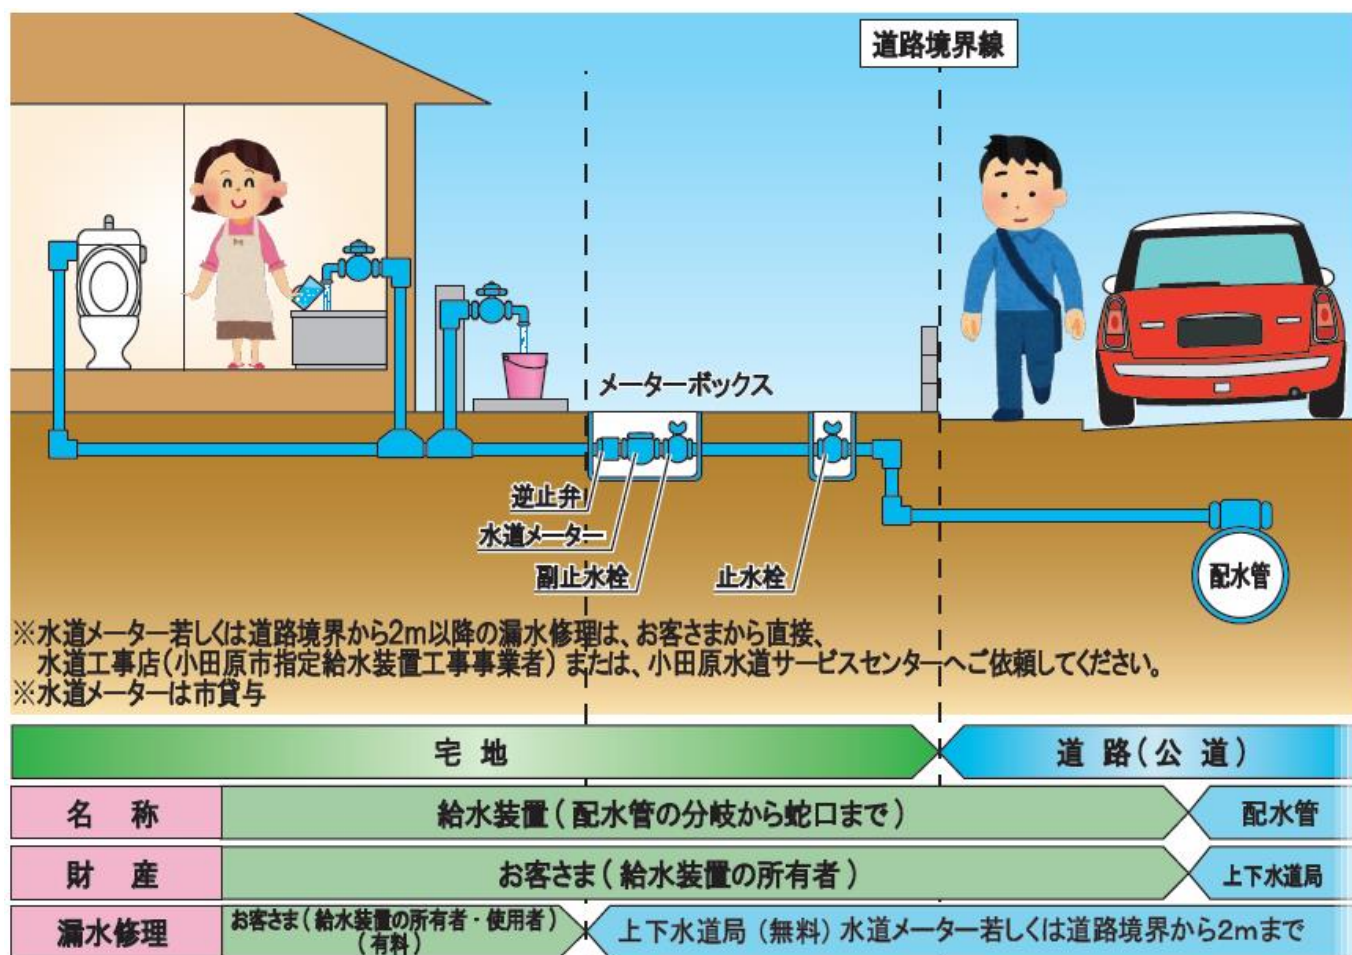 道路境界線
メーターボックス
逆止弁
水道メーター
副止水栓
止水栓
配水管
※水道メーター若しくは道路境界から2m以降の漏水修理は、お客さまから直接、
水道工事店(小田原市指定給水装置工事事業者)または、小田原水道サービスセンターへご依頼してください。
※水道メーターは市貸与
宅地
道路(公道)
名称
給水装置(配水管の分岐から蛇口まで)
配水管
財産
お客さま(給水装置の所有者)
上下水道局
漏水修理
お客さま(給水装置の所有者・使用者)
(有料)
上下水道局(無料)水道メーター若しくは道路境界から2mまで